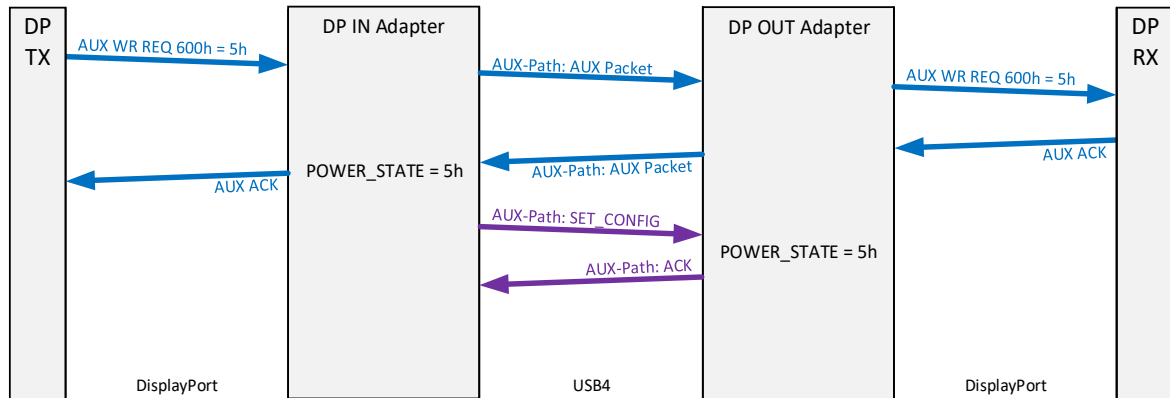 DP
TX
DP IN Adapter
DP OUT Adapter
DP
RX
AUX WR REQ 600h = 5h
AUX-Path: AUX Packet
AUX WR REQ 600h = 5h
AUX ACK
AUX-Path: AUX Packet
POWER_STATE = 5h
AUX ACK
AUX-Path: SET_CONFIG
POWER_STATE = 5h
AUX-Path: ACK
DisplayPort
USB4
DisplayPort